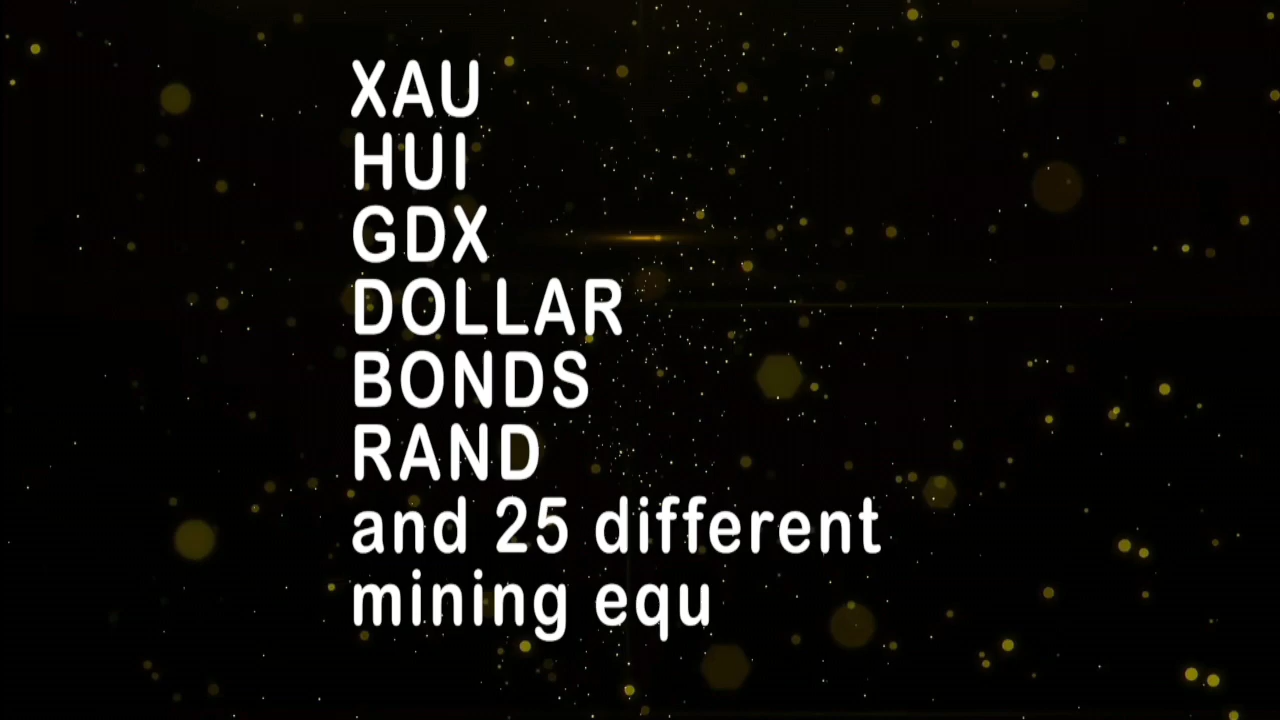 XAU
HUI
GDX
DOLLAR
BONDS
RAND
and 25 different
mining equ